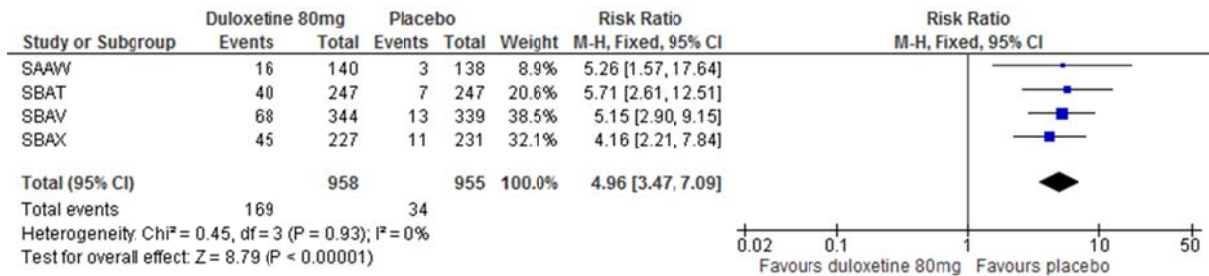 Duloxetine 80mg Placebo Risk Ratio Risk Ratio
Study or Subgroup Events Total Events Total Weight M-H, Fixed, 95% CI M-H, Fixed, 95% CI
SAAW 16 140 3 138 8.9% 5.26 [1.57, 17.64]
SBAT 40 247 7 247 20.6% 5.71 [2.61, 12.51]
SBAV 68 344 13 339 38.5% 5.15 [2.90, 9.15]
SBAX 45 227 11 231 32.1% 4.16 [2.21, 7.84]
Total (95% CI) 958 955 100.0% 4.96 [3.47, 7.09]
Total events 169 34
Heterogeneity: Chi² = 0.45, df = 3 (P = 0.93); I² = 0%
Test for overall effect: Z = 8.79 (P < 0.00001)
0.02 0.1 1 10 50
Favours duloxetine 80mg Favours placebo